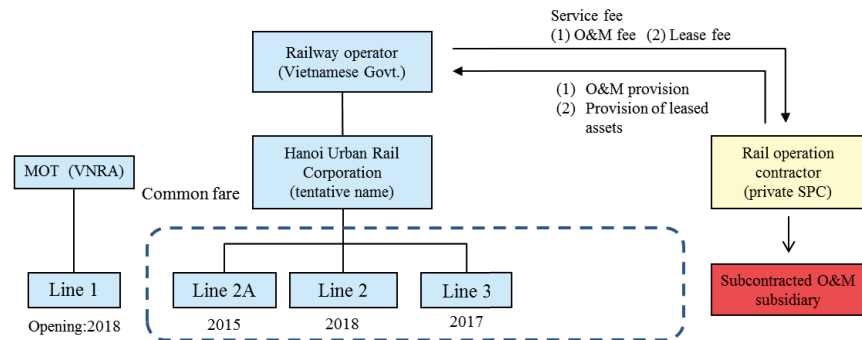 Service fee
(1) O&M fee (2) Lease fee
Railway operator
(Vietnamese Govt.)
(1) O&M provision
(2) Provision of leased
assets
Hanoi Urban Rail
Corporation
(tentative name)
MOT (VNRA)
Common fare
Rail operation
contractor
(private SPC)
Line 1
Line 2A
Line 2
Line 3
Subcontracted O&M
subsidiary
Opening:2018
2015
2018
2017